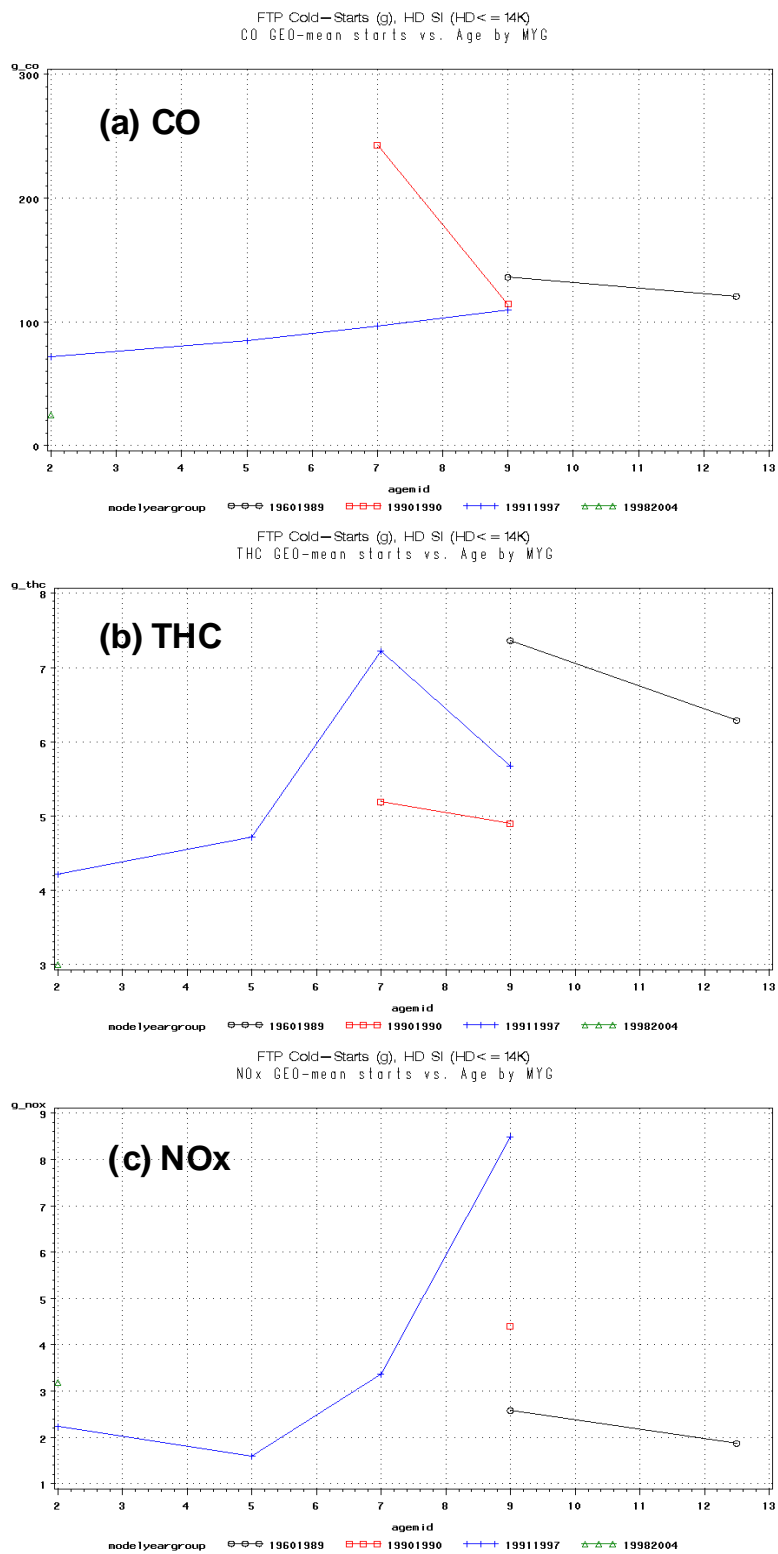 FTP Cold-Starts (g), HD SI (HD<=14K)
CO GEO-mean starts vs. Age by MYG
g_co
(a) CO
300
200
100
0
2 3 4 5 6 7 8 9 10 11 12 13
agemid
modelyeargroup 19601989 19901990 19911997 19982004
FTP Cold-Starts (g), HD SI (HD<=14K)
THC GEO-mean starts vs. Age by MYG
g_thc
(b) THC
8
7
6
5
4
3
2 3 4 5 6 7 8 9 10 11 12 13
agemid
modelyeargroup 19601989 19901990 19911997 19982004
FTP Cold-Starts (g), HD SI (HD<=14K)
NOx GEO-mean starts vs. Age by MYG
g_nox
(c) NOx
9
8
7
6
5
4
3
2
1
2 3 4 5 6 7 8 9 10 11 12 13
agemid
modelyeargroup 19601989 19901990 19911997 19982004